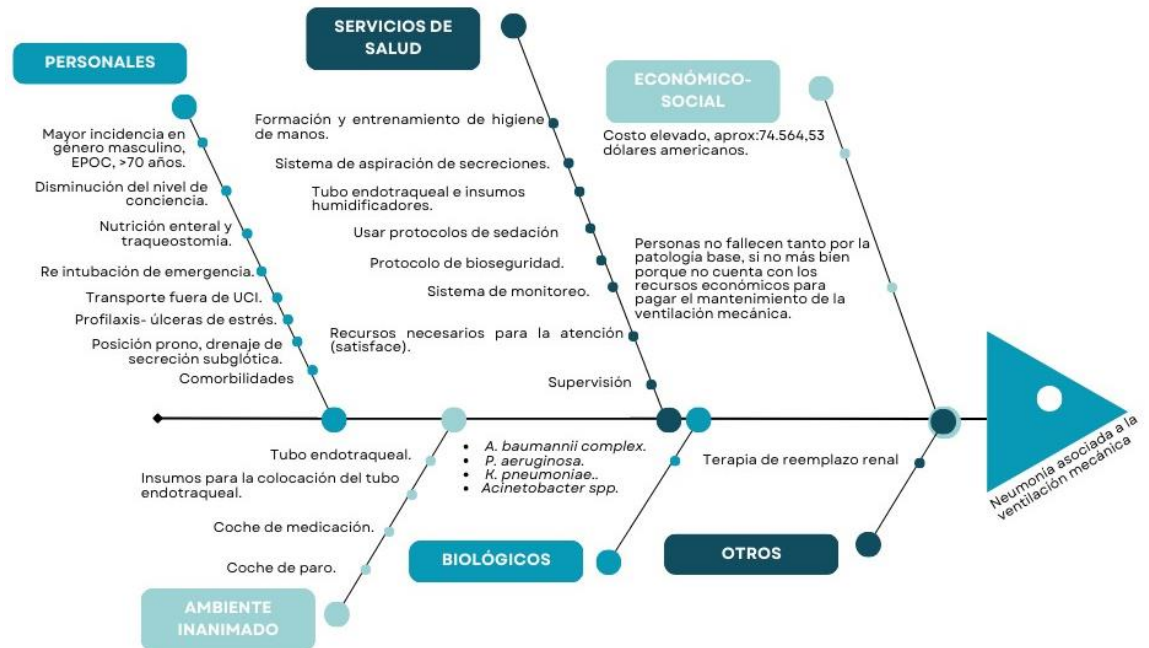 PERSONALES
Mayor incidencia en
género masculino,
EPOC, >70 años.
Disminución del nivel de
conciencia.
Nutrición enteral y
traqueostomía.
Re intubación de emergencia.
Transporte fuera de UCI.
Profilaxis- úlceras de estrés.
Posición prono, drenaje de
secreción subglótica.
Comorbilidades
SERVICIOS DE
SALUD
Formación y entrenamiento de higiene
de manos.
Sistema de aspiración de secreciones.
Tubo endotraqueal e insumos
humidificadores.
Usar protocolos de sedación
Protocolo de bioseguridad.
Sistema de monitoreo.
Recursos necesarios para la atención
(satisface).
Supervisión
ECONÓMICO-
SOCIAL
Costo elevado, aprox:74.564,53
dólares americanos.
Personas no fallecen tanto por la
patología base, si no más bien
porque no cuenta con los
recursos económicos para
pagar el mantenimiento de la
ventilación mecánica.
Tubo endotraqueal.
Insumos para la colocación del tubo
endotraqueal.
Coche de medicación.
Coche de paro.
AMBIENTE
INANIMADO
• A. baumannii complex.
• P. aeruginosa.
• K. pneumoniae..
• Acinetobacter spp.
BIOLÓGICOS
Terapia de reemplazo renal
OTROS
Neumonía asociada a la
ventilación mecánica